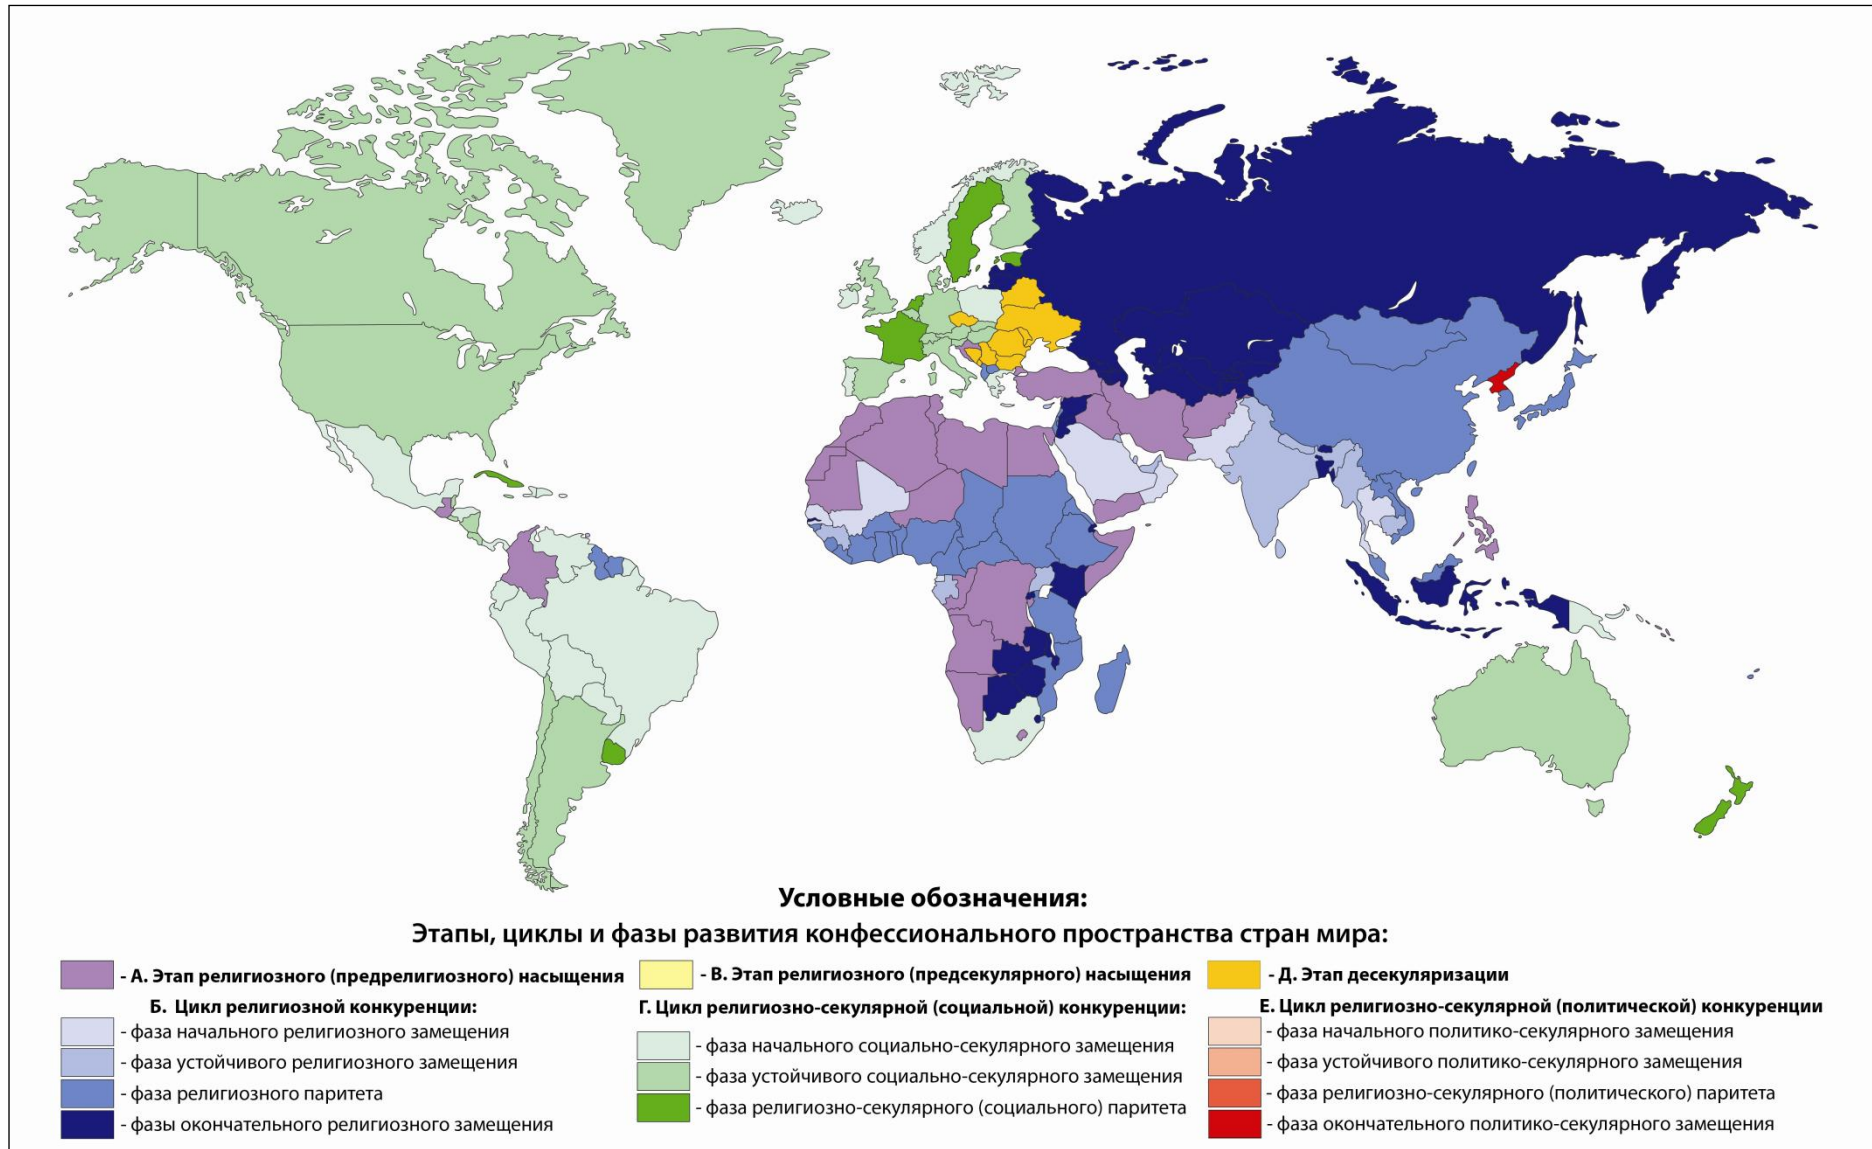 Условные обозначения:
Этапы, циклы и фазы развития конфессионального пространства стран мира:
- А. Этап религиозного (предрелигиозного) насыщения
Б. Цикл религиозной конкуренции:
- фаза начального религиозного замещения
- фаза устойчивого религиозного замещения
- фаза религиозного паритета
- фазы окончательного религиозного замещения
- В. Этап религиозного (предсекулярного) насыщения
Г. Цикл религиозно-секулярной (социальной) конкуренции:
- фаза начального социально-секулярного замещения
- фаза устойчивого социально-секулярного замещения
- фаза религиозно-секулярного (социального) паритета
- Д. Этап десекуляризации
Е. Цикл религиозно-секулярной (политической) конкуренции
- фаза начального политико-секулярного замещения
- фаза устойчивого политико-секулярного замещения
- фаза религиозно-секулярного (политического) паритета
- фаза окончательного политико-секулярного замещения